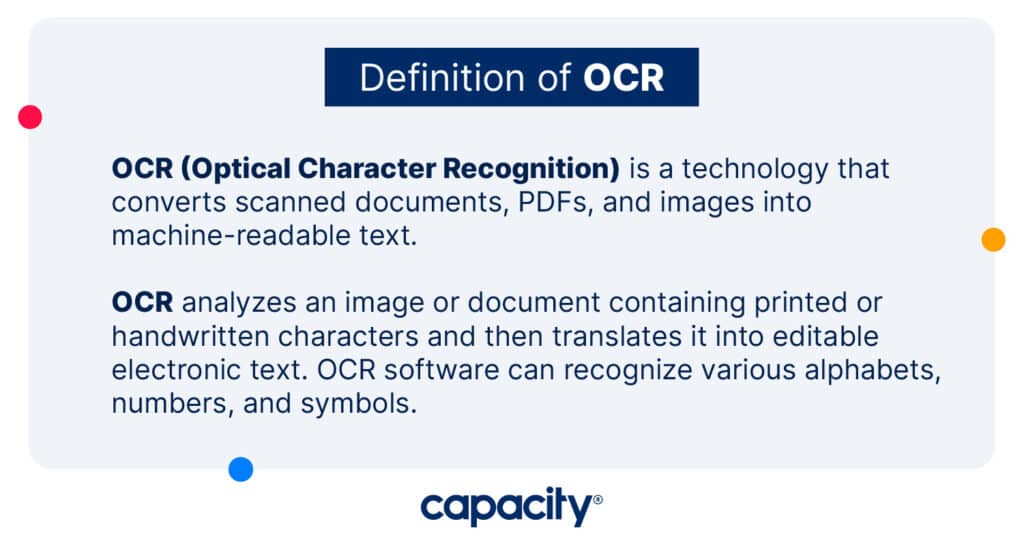 Definition of OCR
OCR (Optical Character Recognition) is a technology that
converts scanned documents, PDFs, and images into
machine-readable text.
OCR analyzes an image or document containing printed or
handwritten characters and then translates it into editable
electronic text. OCR software can recognize various alphabets,
numbers, and symbols.
capacity®